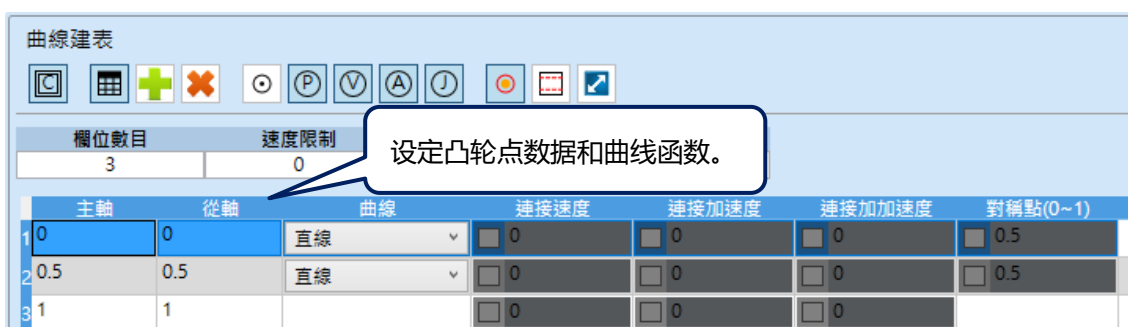 曲線建表
C P V A J
欄位數目 速度限制
3 0
设定凸轮点数据和曲线函数。
主軸 從軸 曲線 連接速度 連接加速度 連接加加速度 對稱點(0~1)
1 0 0 直線 0 0 0 0.5
2 0.5 0.5 直線 0 0 0 0.5
3 1 1 0 0 0